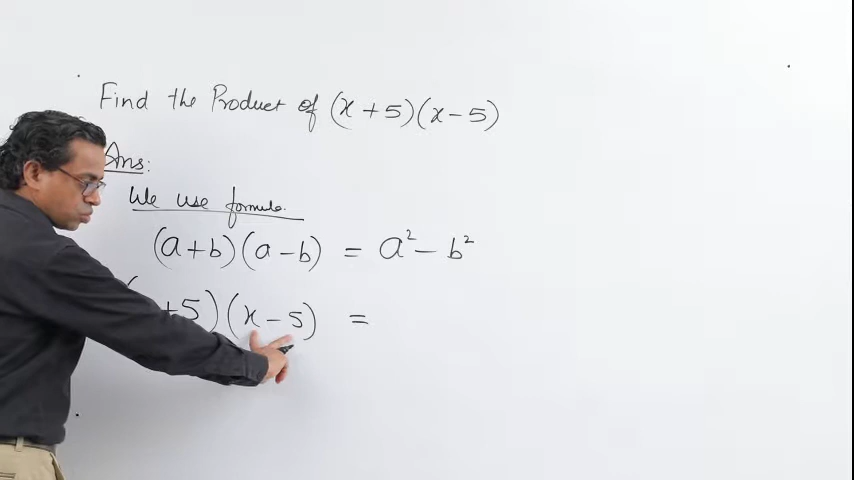 Find the Product of (x + 5)(x - 5)
Ans:
We use formula.
(a + b)(a - b) = a² - b²
( +5)(x - 5) =